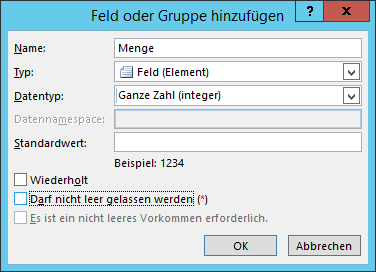 Feld oder Gruppe hinzufügen ? x
Name: Menge
Typ: Feld (Element)
Datentyp: Ganze Zahl (integer)
Datennamespace:
Standardwert:
Beispiel: 1234
Wiederholt
Darf nicht leer gelassen werden (*)
Es ist ein nicht leeres Vorkommen erforderlich.
OK Abbrechen